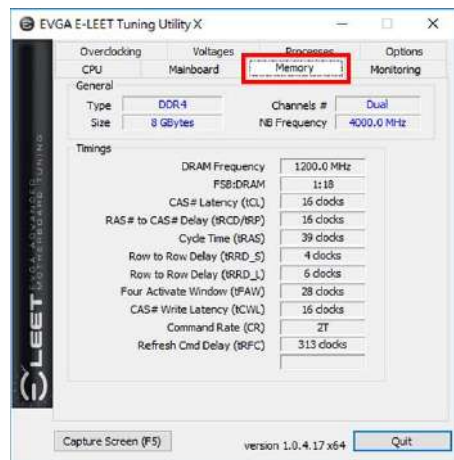 EVGA E-LEET Tuning Utility X
Overclocking Voltages Processes Options
CPU Mainboard Memory Monitoring
General
Type DDR4 Channels # Dual
Size 8 GBytes NB Frequency 4000.0 MHz
Timings
DRAM Frequency 1200.0 MHz
FSB:DRAM 1:18
CAS# Latency (tCL) 16 clocks
RAS# to CAS# Delay (tRCD/tRP) 16 clocks
Cycle Time (tRAS) 39 clocks
Row to Row Delay (tRRD_S) 4 clocks
Row to Row Delay (tRRD_L) 6 clocks
Four Activate Window (tFAW) 28 clocks
CAS# Write Latency (tCWL) 16 clocks
Command Rate (CR) 2T
Refresh Cmd Delay (tRFC) 313 clocks
ELEET
EVGA ADVANCED
MOTHERBOARD TUNING
Capture Screen (F5) version 1.0.4.17 x64 Quit